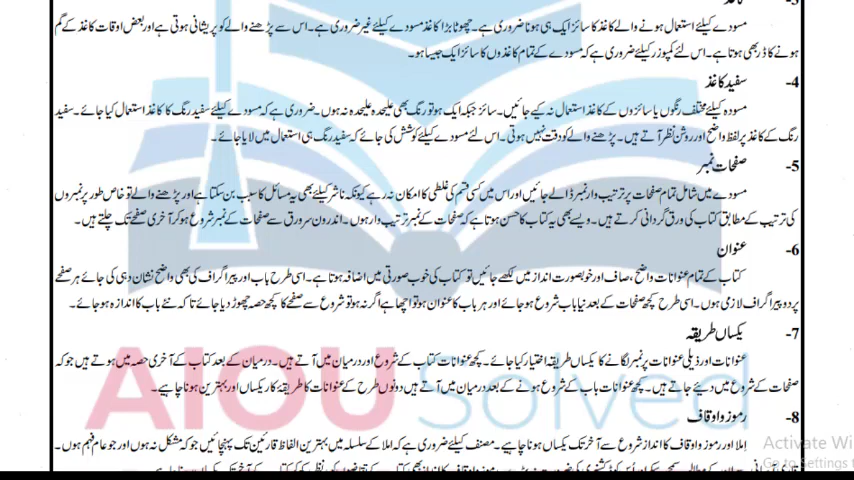 3- کاغذ
مسودے کیلئے استعمال ہونے والے کاغذ کا سائز ایک ہی ہونا ضروری ہے۔ چھوٹا بڑا کاغذ مسودے کیلئے غیر ضروری ہے۔ اس سے پڑھنے والے کو پریشانی ہوتی ہے اور بعض اوقات کاغذ کے گم
ہونے کا ڈر بھی ہوتا ہے۔ اس لئے کمپوزر کیلئے ضروری ہے کہ مسودے کے تمام کاغذوں کا سائز ایک جیسا ہو۔
4- سفید کاغذ
مسودہ کیلئے مختلف رنگوں یا سائزوں کے کاغذ استعمال نہ کیے جائیں۔ سائز جبکہ ایک ہو تو رنگ بھی علیحدہ علیحدہ نہ ہوں۔ ضروری ہے کہ مسودے کیلئے سفید رنگ کا کاغذ استعمال کیا جائے۔ سفید
رنگ کے کاغذ پر لفظ واضح اور روشن نظر آتے ہیں۔ پڑھنے والے کو دقت نہیں ہوتی۔ اس لئے مسودے کیلئے کوشش کی جائے کہ سفید رنگ ہی استعمال میں لایا جائے۔
5- صفحات نمبر
مسودے میں شامل تمام صفحات پر ترتیب وار نمبر ڈالے جائیں اور اس میں کسی قسم کی غلطی کا امکان نہ رہے کیونکہ ناشر کیلئے بھی یہ مسائل کا سبب بن سکتا ہے اور پڑھنے والے تو خاص طور پر نمبروں
کی ترتیب کے مطابق کتاب کی ورق گردانی کرتے ہیں۔ ویسے بھی یہ کتاب کا حسن ہوتا ہے کہ صفحات کے نمبر ترتیب وار ہوں۔ اندرون سرورق سے صفحات کے نمبر شروع ہو کر آخری صفحے تک چلتے ہیں۔
6- عنوان
کتاب کے تمام عنوانات واضح، صاف اور خوبصورت انداز میں لکھے جائیں تو کتاب کی خوب صورتی میں اضافہ ہوتا ہے۔ اسی طرح باب اور پیراگراف کی بھی واضح نشان دہی کی جائے ہر صفحے
پر دو پیراگراف لازمی ہوں۔ اسی طرح کچھ صفحات کے بعد نیا باب شروع ہو جائے اور ہر باب کا عنوان ہو تو اچھا ہے اگر نہ ہو تو شروع سے صفحے کا کچھ حصہ چھوڑ دیا جائے تاکہ نئے باب کا اندازہ ہو جائے۔
7- یکساں طریقہ
عنوانات اور ذیلی عنوانات پر نمبر لگانے کا یکساں طریقہ اختیار کیا جائے۔ کچھ عنوانات کتاب کے شروع اور درمیان میں آتے ہیں۔ درمیان کے بعد کتاب کے آخری حصہ میں ہوتے ہیں جو کہ
صفحات کے شروع میں دیئے جاتے ہیں۔ کچھ عنوانات باب کے شروع ہونے کے بعد درمیان میں آتے ہیں دونوں طرح کے عنوانات کا طریقہ کار یکساں اور بہترین ہونا چاہیے۔
AIOU Solved
8- رموز و اوقاف
املا اور رموز و اوقاف کا انداز شروع سے آخر تک یکساں ہونا چاہیے۔ مصنف کیلئے ضروری ہے کہ املا کے سلسلہ میں بہترین الفاظ قارئین تک پہنچائیں جو کہ مشکل نہ ہوں اور جو عام فہم ہوں۔
Activate Wi
Go to Settings